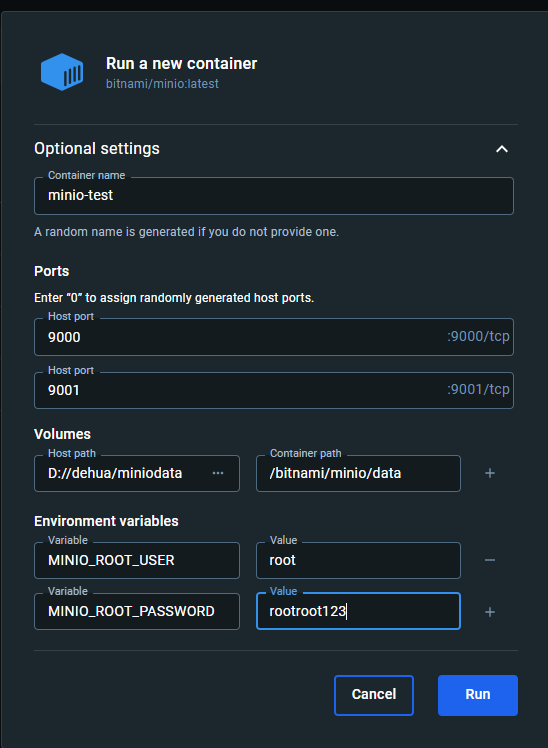 Run a new container
bitnami/minio:latest
Optional settings
Container name
minio-test
A random name is generated if you do not provide one.
Ports
Enter “0” to assign randomly generated host ports.
Host port
9000 :9000/tcp
Host port
9001 :9001/tcp
Volumes
Host path Container path
D://dehua/miniodata ··· /bitnami/minio/data +
Environment variables
Variable Value
MINIO_ROOT_USER root −
Variable Value
MINIO_ROOT_PASSWORD rootroot123 +
Cancel Run